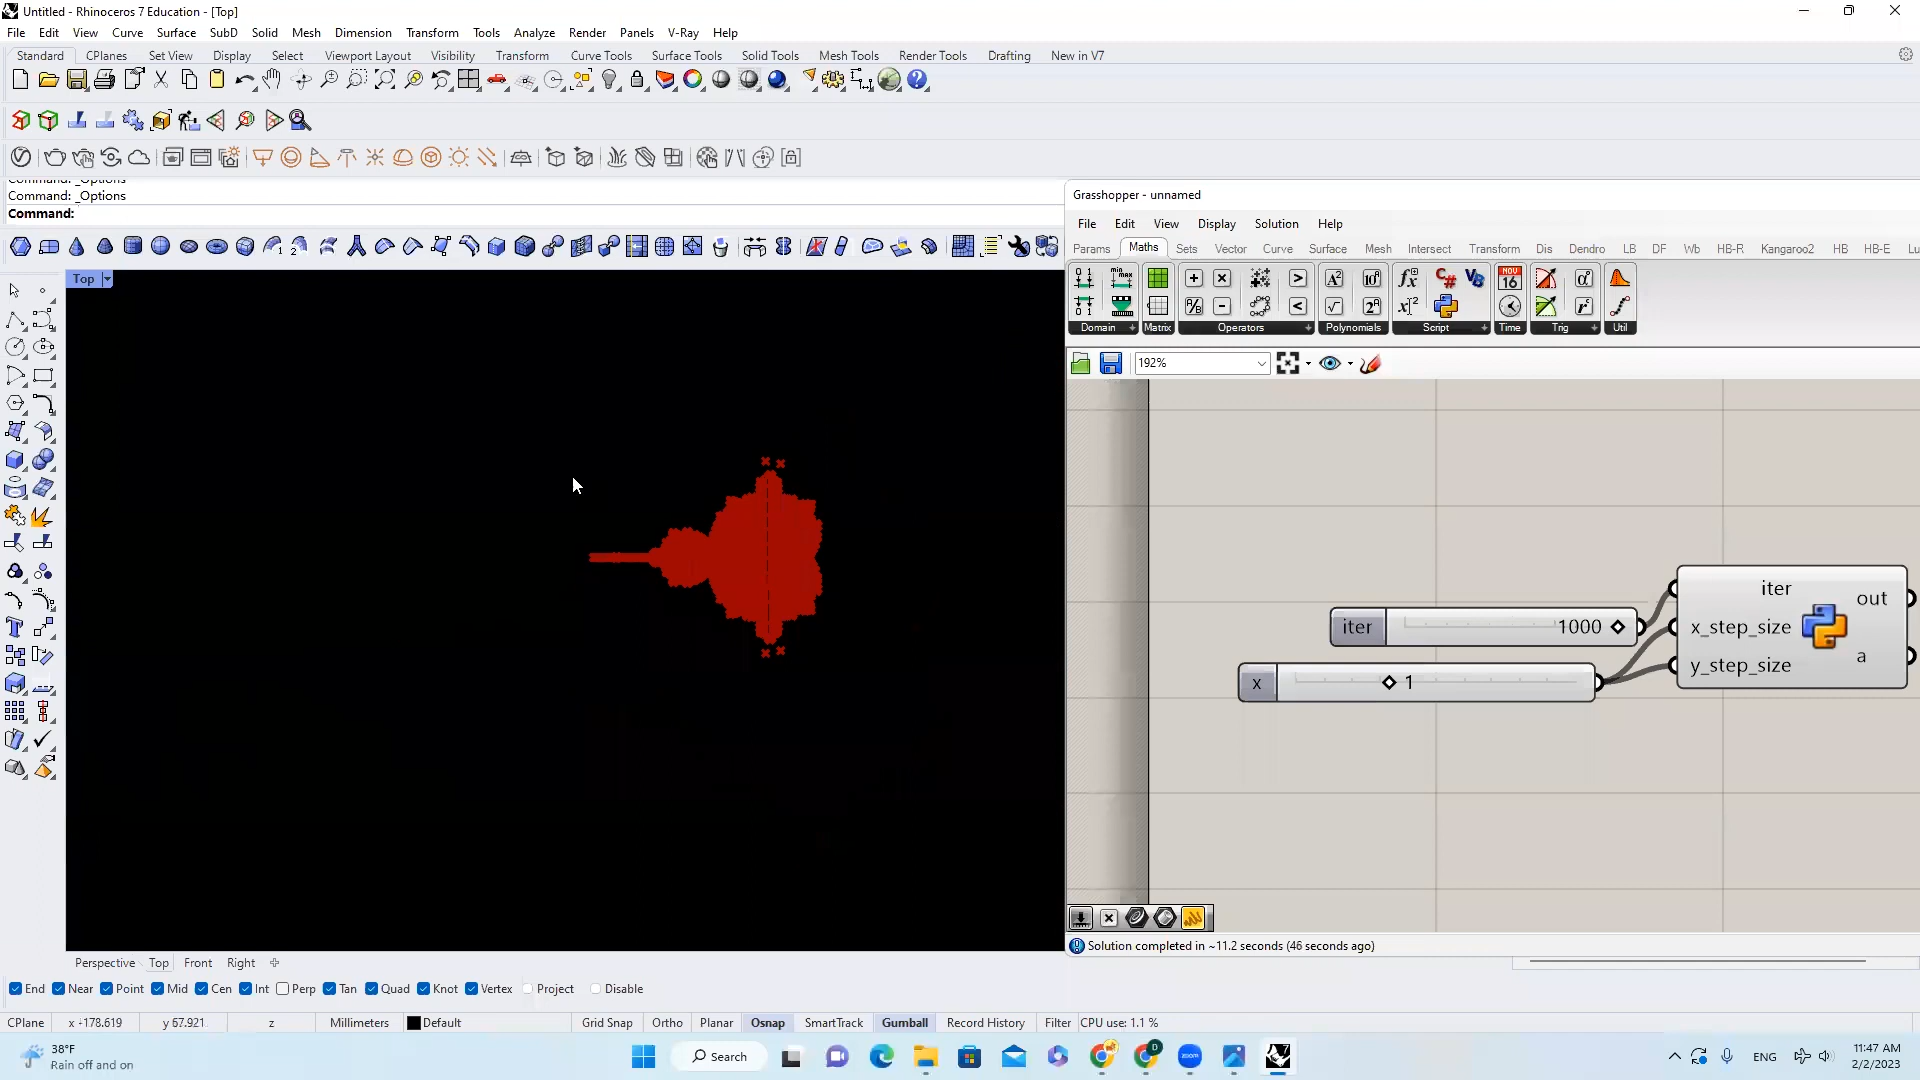 Untitled - Rhinoceros 7 Education - [Top]
File Edit View Curve Surface SubD Solid Mesh Dimension Transform Tools Analyze Render Panels V-Ray Help
Standard CPlanes Set View Display Select Viewport Layout Visibility Transform Curve Tools Surface Tools Solid Tools Mesh Tools Render Tools Drafting New in V7
Command: _Options
Command: _Options
Command:
Grasshopper - unnamed
File Edit View Display Solution Help
Params Maths Sets Vector Curve Surface Mesh Intersect Transform Dis Dendro LB DF Wb HB-R Kangaroo2 HB HB-E Lu
Domain Matrix Operators Polynomials Script Time Trig Util
192%
Top
iter 1000
x 1
iter
x_step_size
y_step_size
out
a
Solution completed in ~11.2 seconds (46 seconds ago)
Perspective Top Front Right
End Near Point Mid Cen Int Perp Tan Quad Knot Vertex Project Disable
CPlane x -178.619 y 67.921 z Millimeters Default Grid Snap Ortho Planar Osnap SmartTrack Gumball Record History Filter CPU use: 1.1 %
38°F
Rain off and on
Search
zoom
D
ENG
11:47 AM
2/2/2023